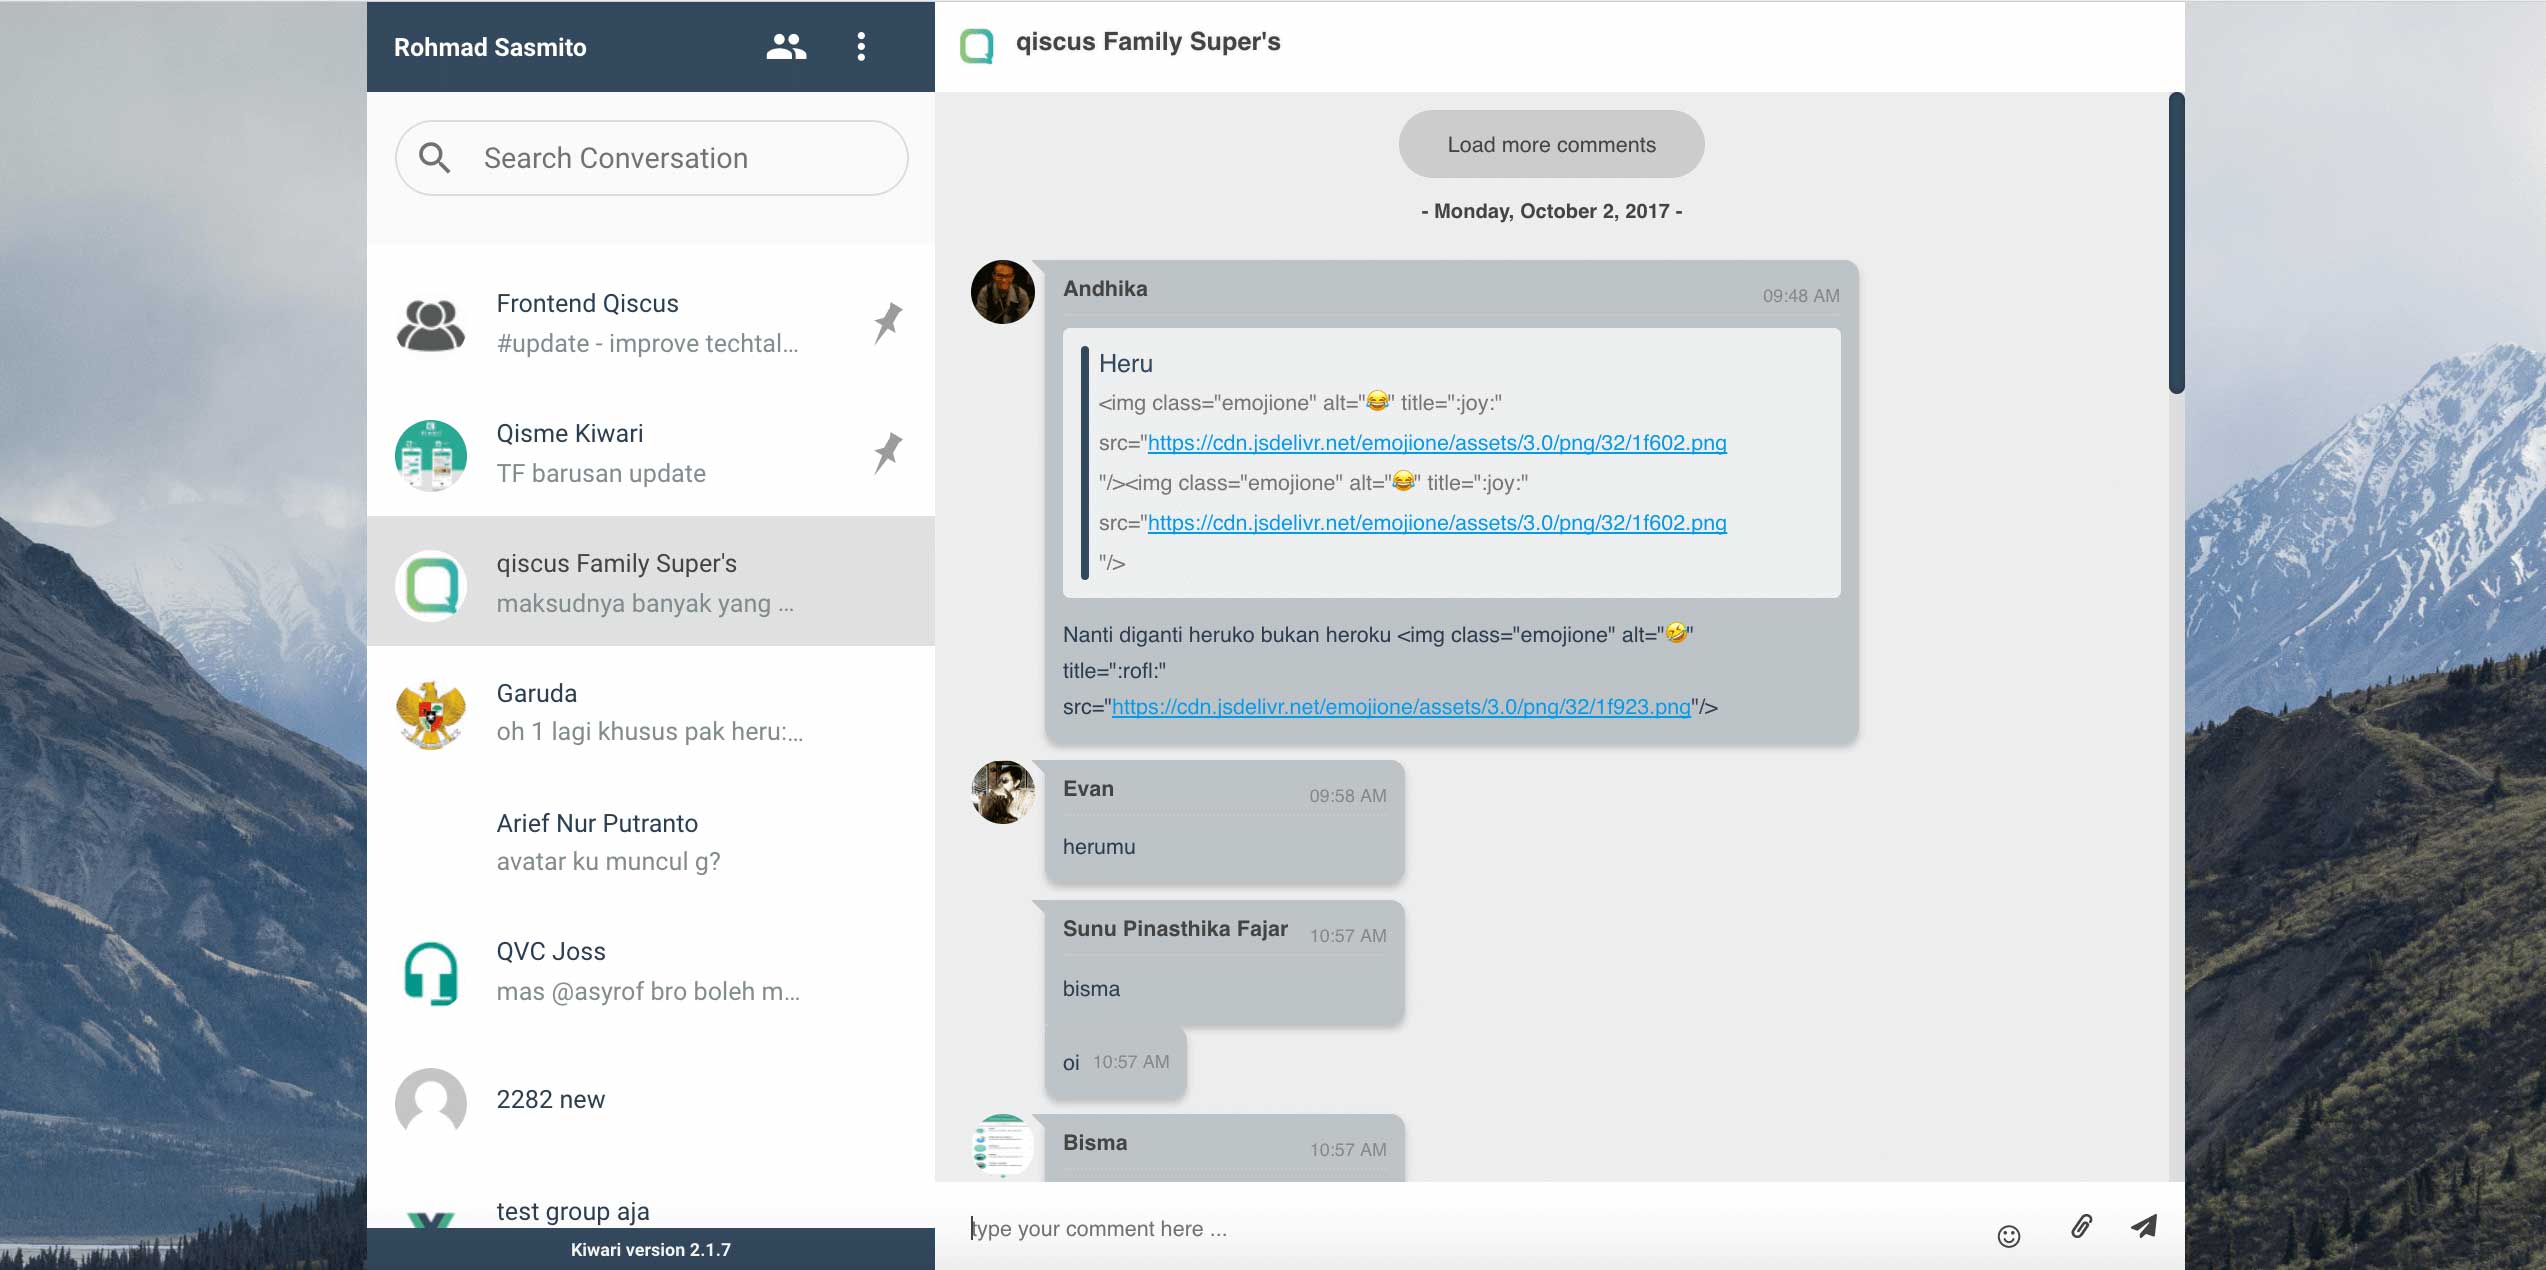 Rohmad Sasmito
Search Conversation
Frontend Qiscus
#update - improve techtal...
Qisme Kiwari
TF barusan update
qiscus Family Super's
maksudnya banyak yang ...
Garuda
oh 1 lagi khusus pak heru:...
Arief Nur Putranto
avatar ku muncul g?
QVC Joss
mas @asyrof bro boleh m...
2282 new
test group aja
Kiwari version 2.1.7
qiscus Family Super's
Load more comments
- Monday, October 2, 2017 -
Andhika
09:48 AM
Heru
<img class="emojione" alt="😂" title=":joy:"
src="https://cdn.jsdelivr.net/emojione/assets/3.0/png/32/1f602.png
"/><img class="emojione" alt="😂" title=":joy:"
src="https://cdn.jsdelivr.net/emojione/assets/3.0/png/32/1f602.png
"/>
Nanti diganti heruko bukan heroku <img class="emojione" alt="🤣"
title=":rofl:"
src="https://cdn.jsdelivr.net/emojione/assets/3.0/png/32/1f923.png"/>
Evan
09:58 AM
herumu
Sunu Pinasthika Fajar
10:57 AM
bisma
oi 10:57 AM
Bisma
10:57 AM
type your comment here ...